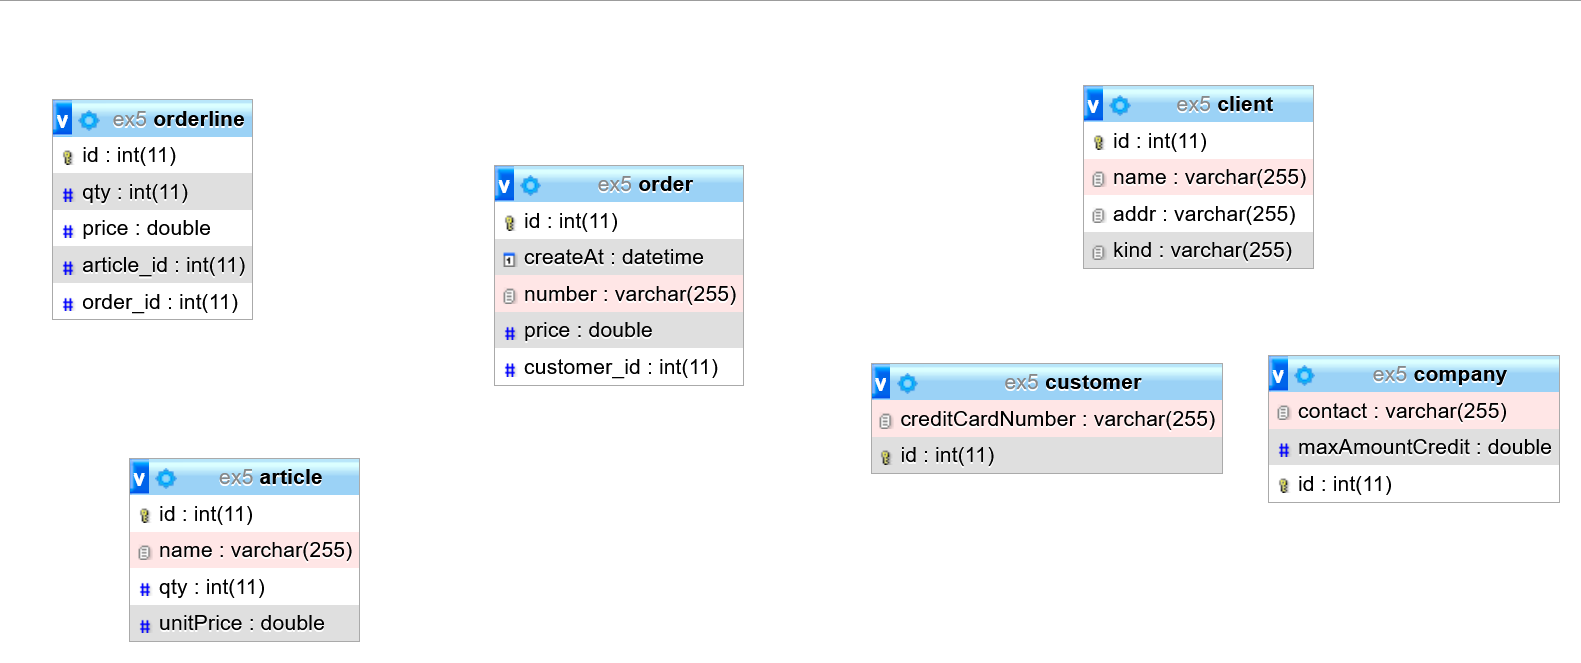 v ex5 orderline
id : int(11)
qty : int(11)
price : double
article_id : int(11)
order_id : int(11)
v ex5 order
id : int(11)
createAt : datetime
number : varchar(255)
price : double
customer_id : int(11)
v ex5 client
id : int(11)
name : varchar(255)
addr : varchar(255)
kind : varchar(255)
v ex5 customer
creditCardNumber : varchar(255)
id : int(11)
v ex5 company
contact : varchar(255)
maxAmountCredit : double
id : int(11)
v ex5 article
id : int(11)
name : varchar(255)
qty : int(11)
unitPrice : double